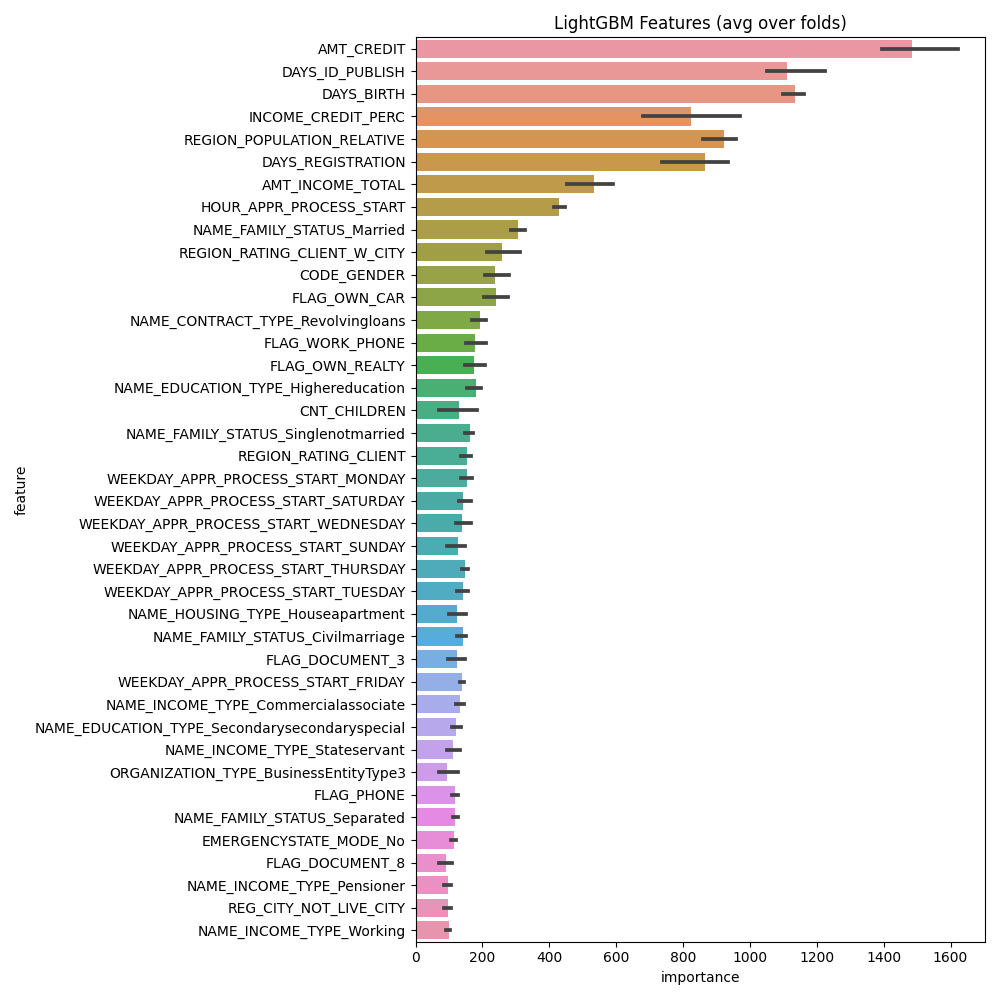 LightGBM Features (avg over folds)
AMT_CREDIT
DAYS_ID_PUBLISH
DAYS_BIRTH
INCOME_CREDIT_PERC
REGION_POPULATION_RELATIVE
DAYS_REGISTRATION
AMT_INCOME_TOTAL
HOUR_APPR_PROCESS_START
NAME_FAMILY_STATUS_Married
REGION_RATING_CLIENT_W_CITY
CODE_GENDER
FLAG_OWN_CAR
NAME_CONTRACT_TYPE_Revolvingloans
FLAG_WORK_PHONE
FLAG_OWN_REALTY
NAME_EDUCATION_TYPE_Highereducation
CNT_CHILDREN
NAME_FAMILY_STATUS_Singlenotmarried
REGION_RATING_CLIENT
WEEKDAY_APPR_PROCESS_START_MONDAY
WEEKDAY_APPR_PROCESS_START_SATURDAY
WEEKDAY_APPR_PROCESS_START_WEDNESDAY
WEEKDAY_APPR_PROCESS_START_SUNDAY
WEEKDAY_APPR_PROCESS_START_THURSDAY
WEEKDAY_APPR_PROCESS_START_TUESDAY
NAME_HOUSING_TYPE_Houseapartment
NAME_FAMILY_STATUS_Civilmarriage
FLAG_DOCUMENT_3
WEEKDAY_APPR_PROCESS_START_FRIDAY
NAME_INCOME_TYPE_Commercialassociate
NAME_EDUCATION_TYPE_Secondarysecondaryspecial
NAME_INCOME_TYPE_Stateservant
ORGANIZATION_TYPE_BusinessEntityType3
FLAG_PHONE
NAME_FAMILY_STATUS_Separated
EMERGENCYSTATE_MODE_No
FLAG_DOCUMENT_8
NAME_INCOME_TYPE_Pensioner
REG_CITY_NOT_LIVE_CITY
NAME_INCOME_TYPE_Working
feature
0 200 400 600 800 1000 1200 1400 1600
importance